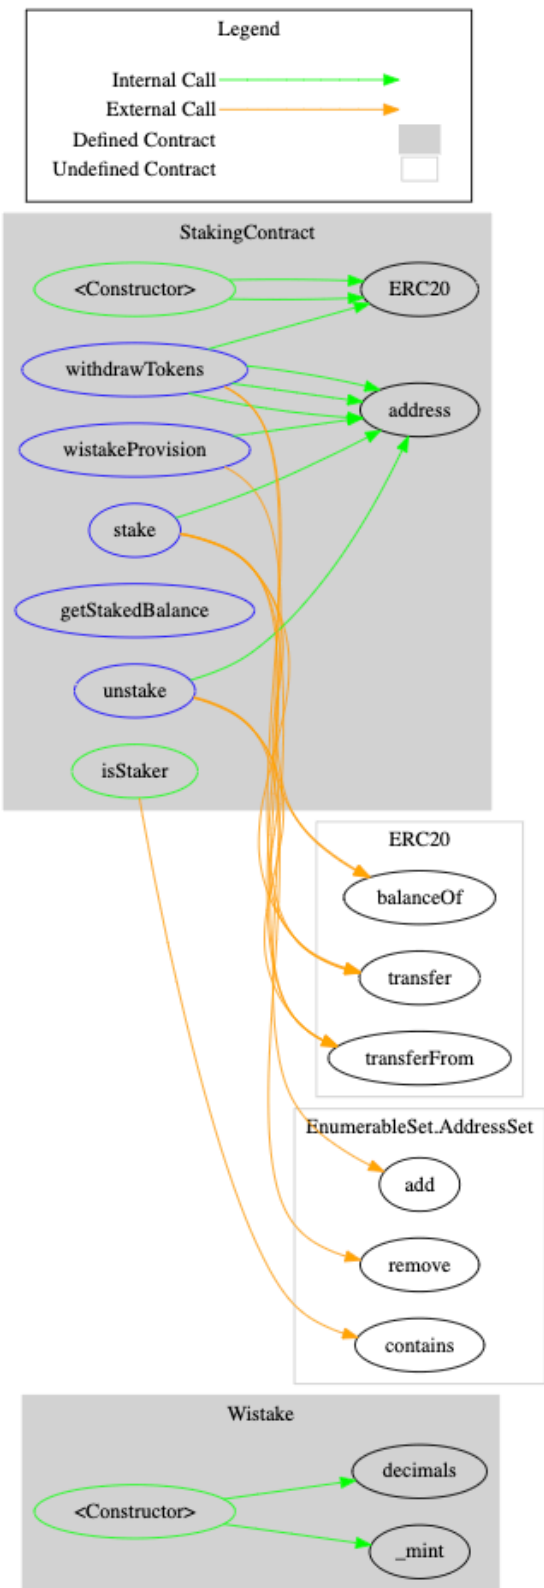 Legend
Internal Call
External Call
Defined Contract
Undefined Contract
StakingContract
<Constructor>
ERC20
withdrawTokens
address
wistakeProvision
stake
getStakedBalance
unstake
isStaker
ERC20
balanceOf
transfer
transferFrom
EnumerableSet.AddressSet
add
remove
contains
Wistake
decimals
<Constructor>
_mint